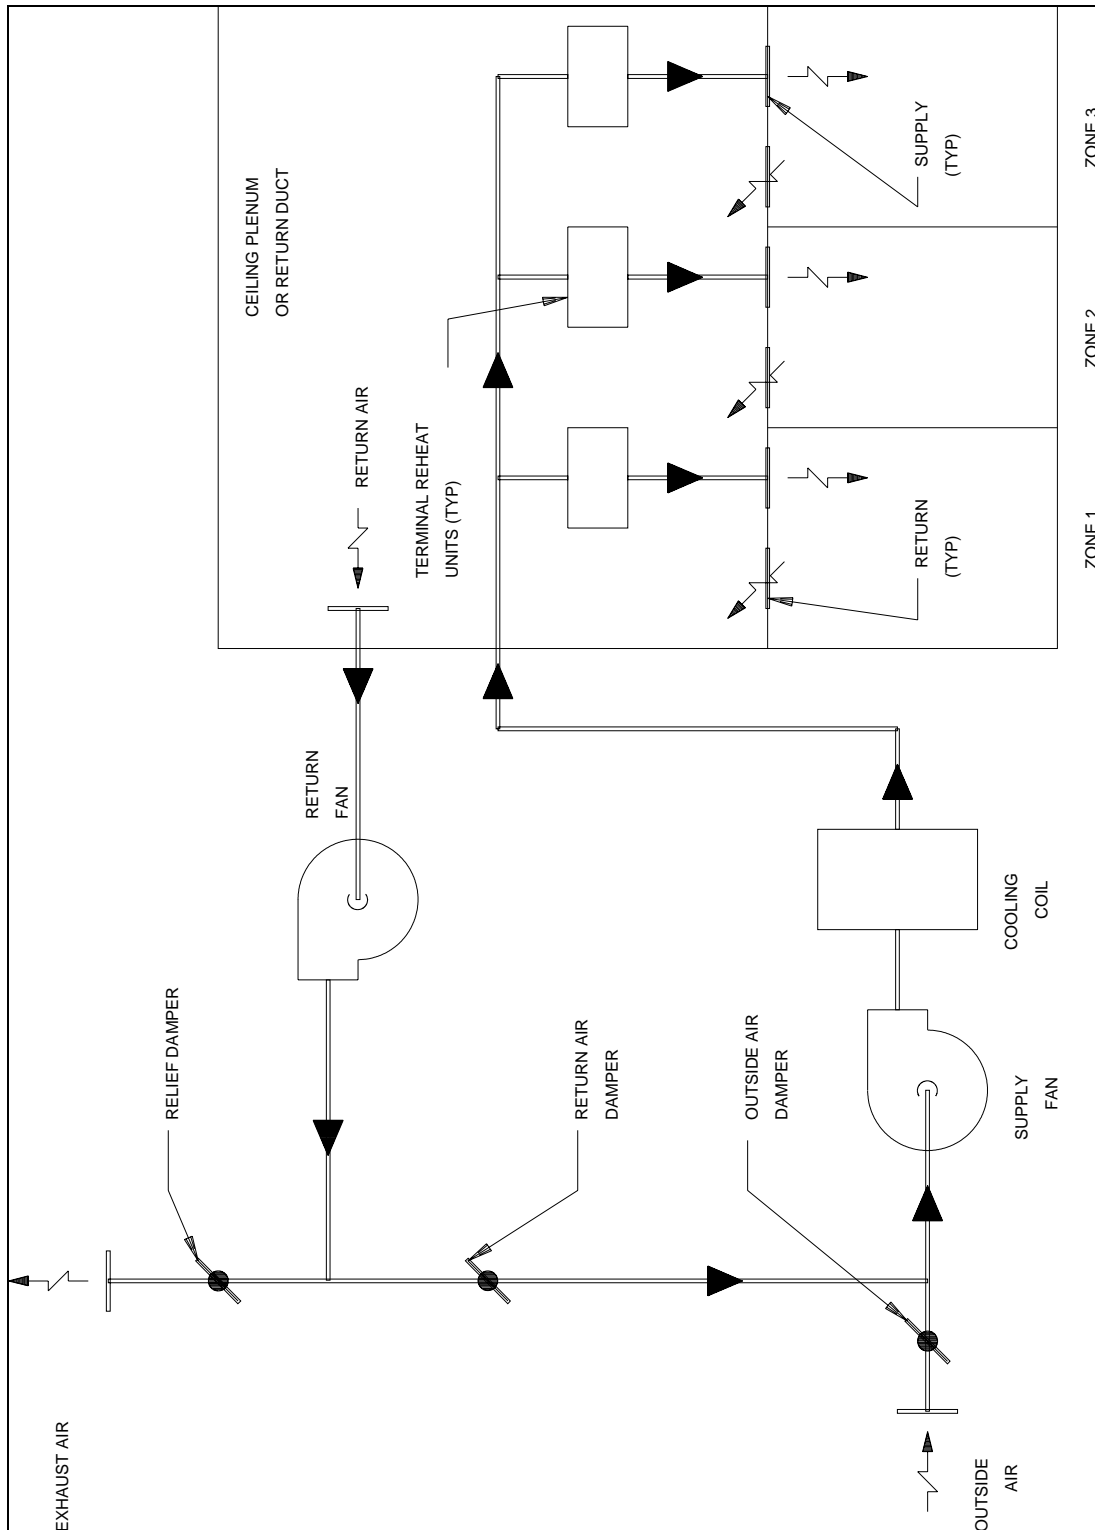 EXHAUST AIR
RELIEF DAMPER
RETURN
FAN
RETURN AIR
CEILING PLENUM
OR RETURN DUCT
RETURN AIR
DAMPER
TERMINAL REHEAT
UNITS (TYP)
OUTSIDE AIR
DAMPER
OUTSIDE
AIR
SUPPLY
FAN
COOLING
COIL
RETURN
(TYP)
SUPPLY
(TYP)
ZONE 1
ZONE 2
ZONE 3